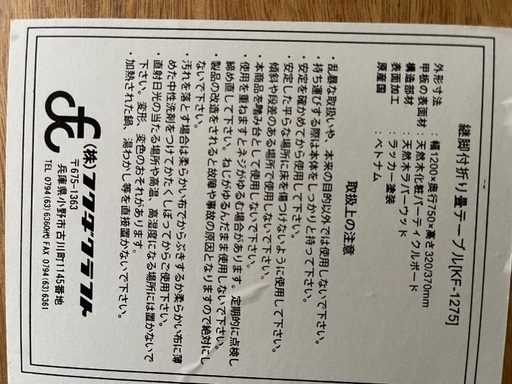 継脚付折り畳テーブル[KF-1275]
外形寸法：幅1200×奥行750×高さ320/370mm
甲板の表面材：天然木化粧パーティクルボード
構造部材：天然木ラバーウッド
表面加工：ラッカー塗装
原産国：ベトナム
取扱上の注意
・乱暴な取扱いや、本来の目的以外では使用しないで下さい。
・持ち運びする際は本体をしっかりと持って下さい。
・安定を確かめてから使用して下さい。
・安定した平らな場所に床を傷つけないように使用して下さい。
・傾斜や段差のある場所で使用しないで下さい。
・本商品を踏み台として使用しないで下さい。
・使用を重ねますとネジがゆるむ場合があります。定期的に点検し
締め直して下さい。ねじがゆるんだまま使用しないで下さい。
・製品の改造をされると故障や事故の原因となりますので絶対にし
ないで下さい。
・汚れを落とす場合は柔らかい布でからぶきするか柔らかい布に薄
めた中性洗剤をつけてかたくしぼってからご使用下さい。
・直射日光の当たる場所や高温、高湿度になる場所には置かないで
下さい。変形、変色のおそれがあります。
・加熱された鍋、湯わかし等を直接置かないで下さい。
(株)フクダクラフト
〒675-1363
兵庫県小野市古川町1145番地
TEL 0794(63)6360代 FAX 0794(63)6361